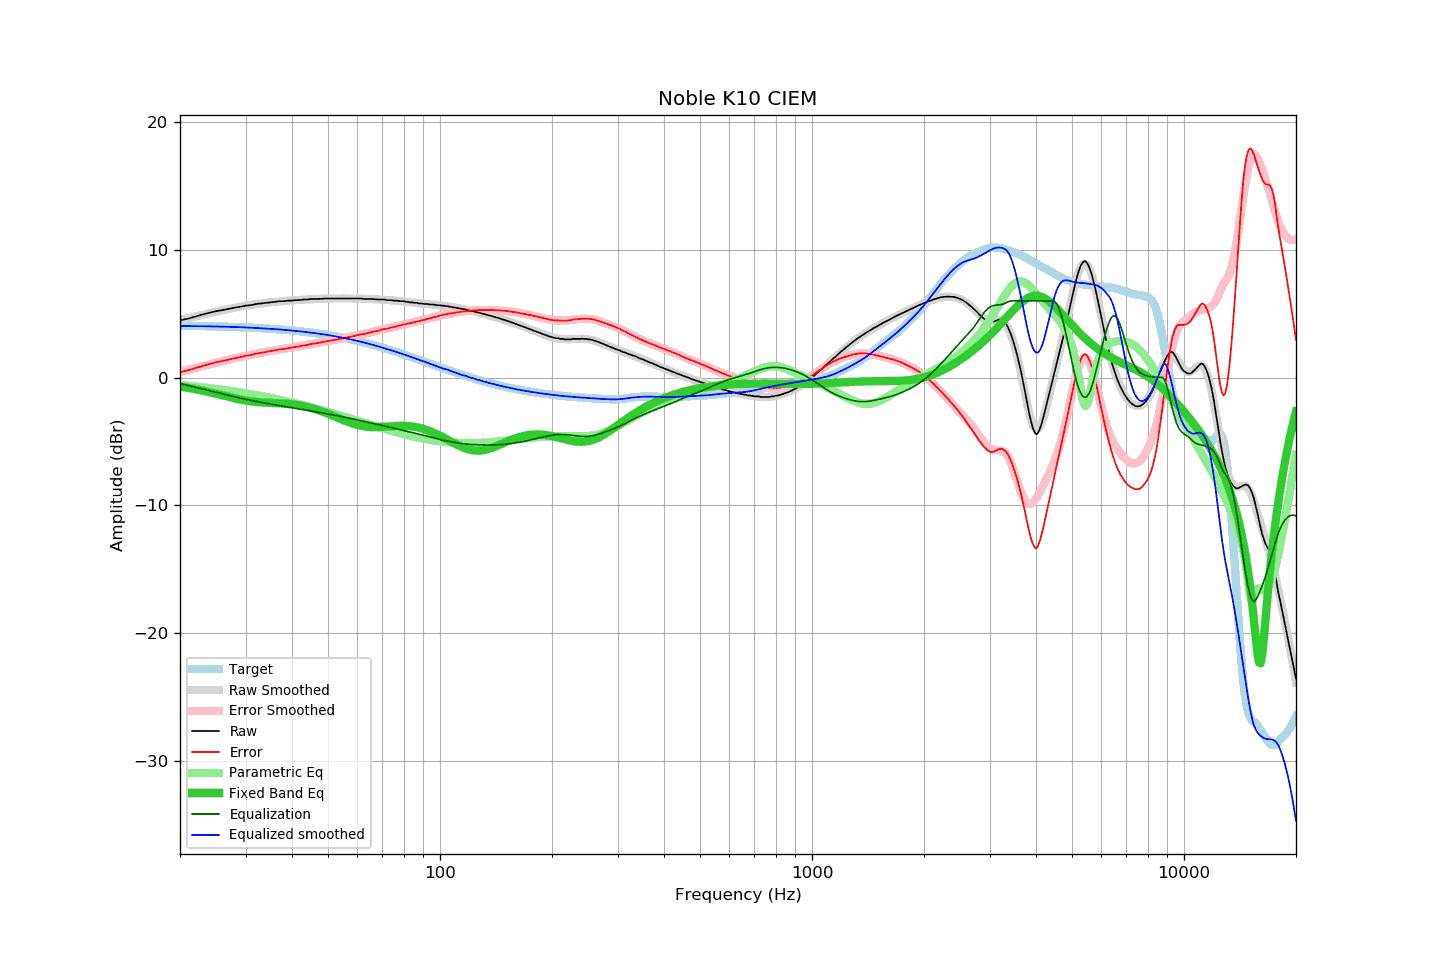 Noble K10 CIEM
20
10
0
−10
−20
−30
Amplitude (dBr)
Target
Raw Smoothed
Error Smoothed
Raw
Error
Parametric Eq
Fixed Band Eq
Equalization
Equalized smoothed
100
1000
10000
Frequency (Hz)